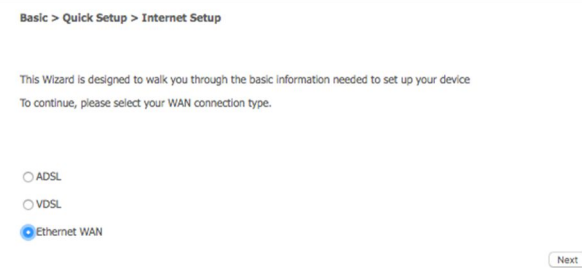 Basic > Quick Setup > Internet Setup
This Wizard is designed to walk you through the basic information needed to set up your device
To continue, please select your WAN connection type.
ADSL
VDSL
Ethernet WAN
Next